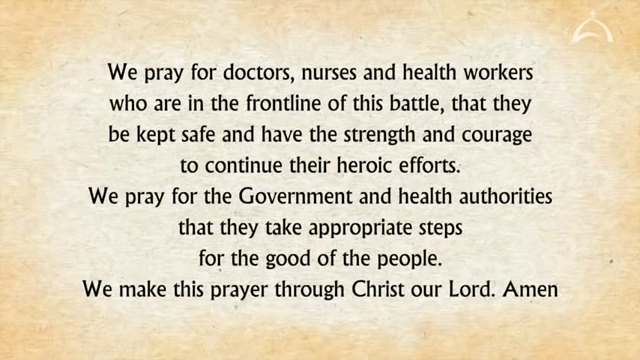 We pray for doctors, nurses and health workers
who are in the frontline of this battle, that they
be kept safe and have the strength and courage
to continue their heroic efforts.
We pray for the Government and health authorities
that they take appropriate steps
for the good of the people.
We make this prayer through Christ our Lord. Amen